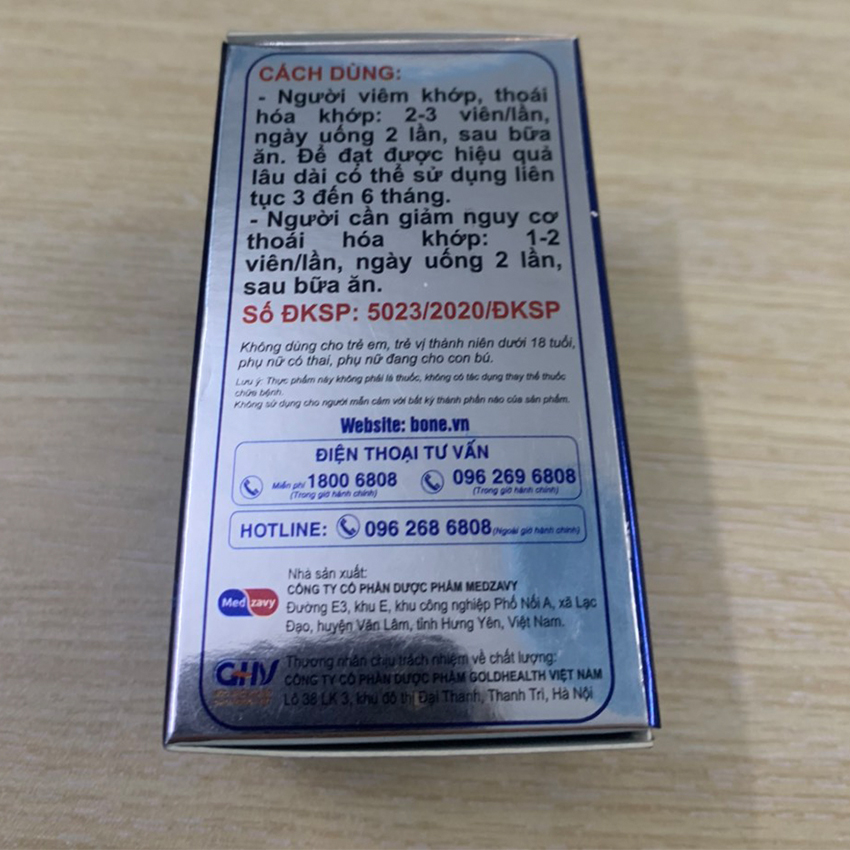 CÁCH DÙNG:
- Người viêm khớp, thoái
hóa khớp: 2-3 viên/lần,
ngày uống 2 lần, sau bữa
ăn. Để đạt được hiệu quả
lâu dài có thể sử dụng liên
tục 3 đến 6 tháng.
- Người cần giảm nguy cơ
thoái hóa khớp: 1-2
viên/lần, ngày uống 2 lần,
sau bữa ăn.
Số ĐKSP: 5023/2020/ĐKSP
Không dùng cho trẻ em, trẻ vị thành niên dưới 18 tuổi,
phụ nữ có thai, phụ nữ đang cho con bú.
Lưu ý: Thực phẩm này không phải là thuốc, không có tác dụng thay thế thuốc
chữa bệnh.
Không sử dụng cho người mẫn cảm với bất kỳ thành phần nào của sản phẩm.
Website: bone.vn
ĐIỆN THOẠI TƯ VẤN
Miễn phí 1800 6808 096 269 6808
(Trong giờ hành chính) (Trong giờ hành chính)
HOTLINE: 096 268 6808 (Ngoài giờ hành chính)
Nhà sản xuất:
CÔNG TY CỔ PHẦN DƯỢC PHẨM MEDZAVY
Med zavy Đường E3, khu E, khu công nghiệp Phố Nối A, xã Lạc
Đạo, huyện Văn Lâm, tỉnh Hưng Yên, Việt Nam.
Thương nhân chịu trách nhiệm về chất lượng:
GHV CÔNG TY CỔ PHẦN DƯỢC PHẨM GOLDHEALTH VIỆT NAM
Lô 38 LK 3, khu đô thị Đại Thanh, Thanh Trì, Hà Nội